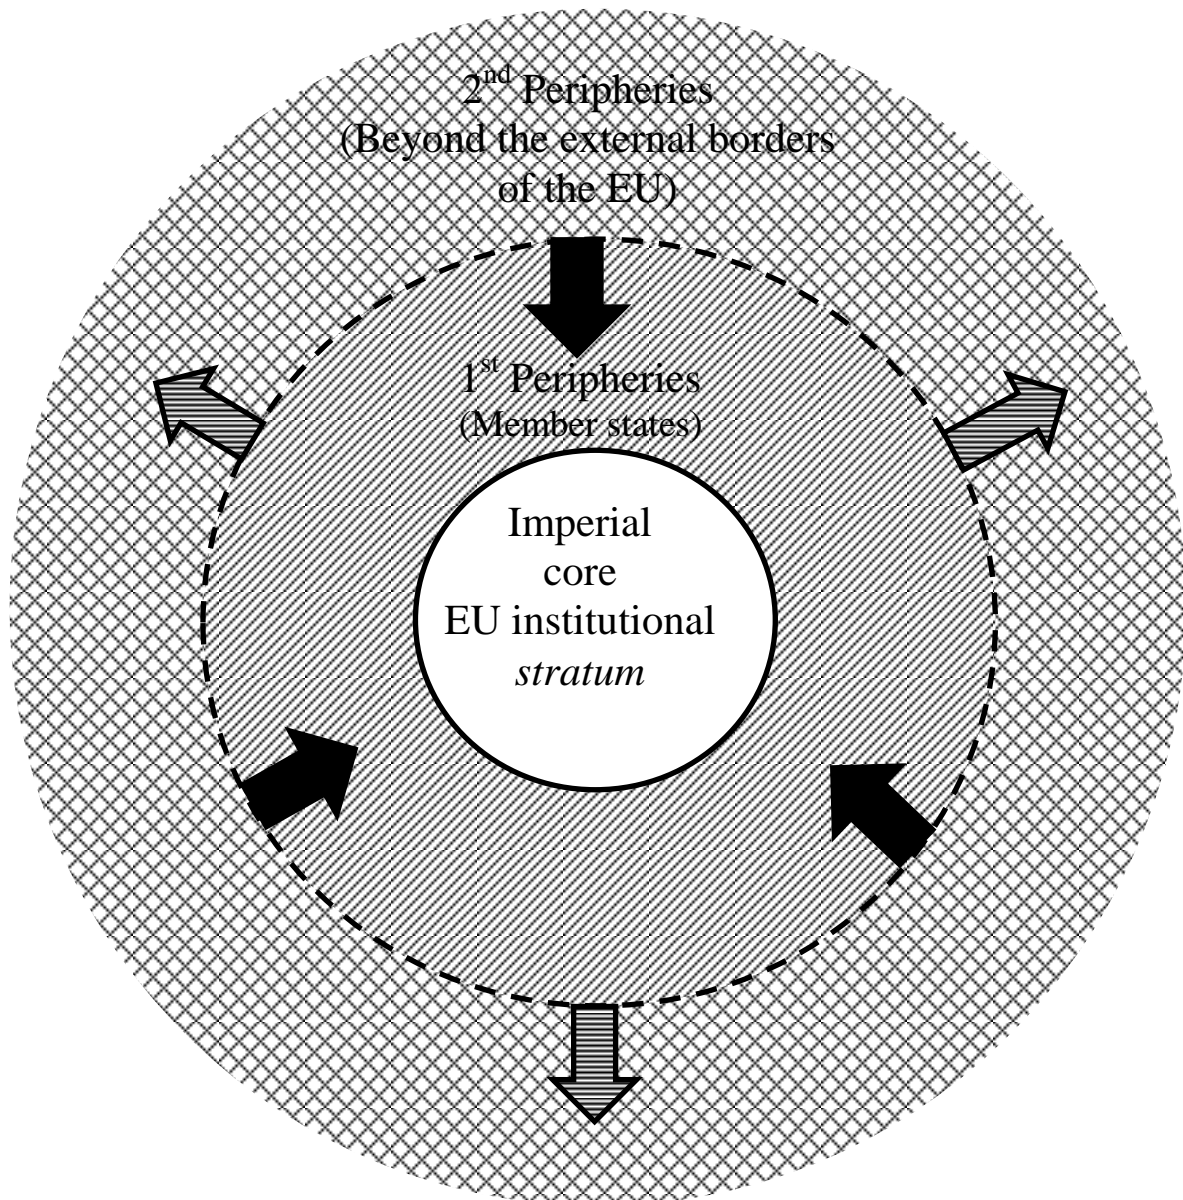 2nd Peripheries
(Beyond the external borders
of the EU)
1st Peripheries
(Member states)
Imperial
core
EU institutional
stratum